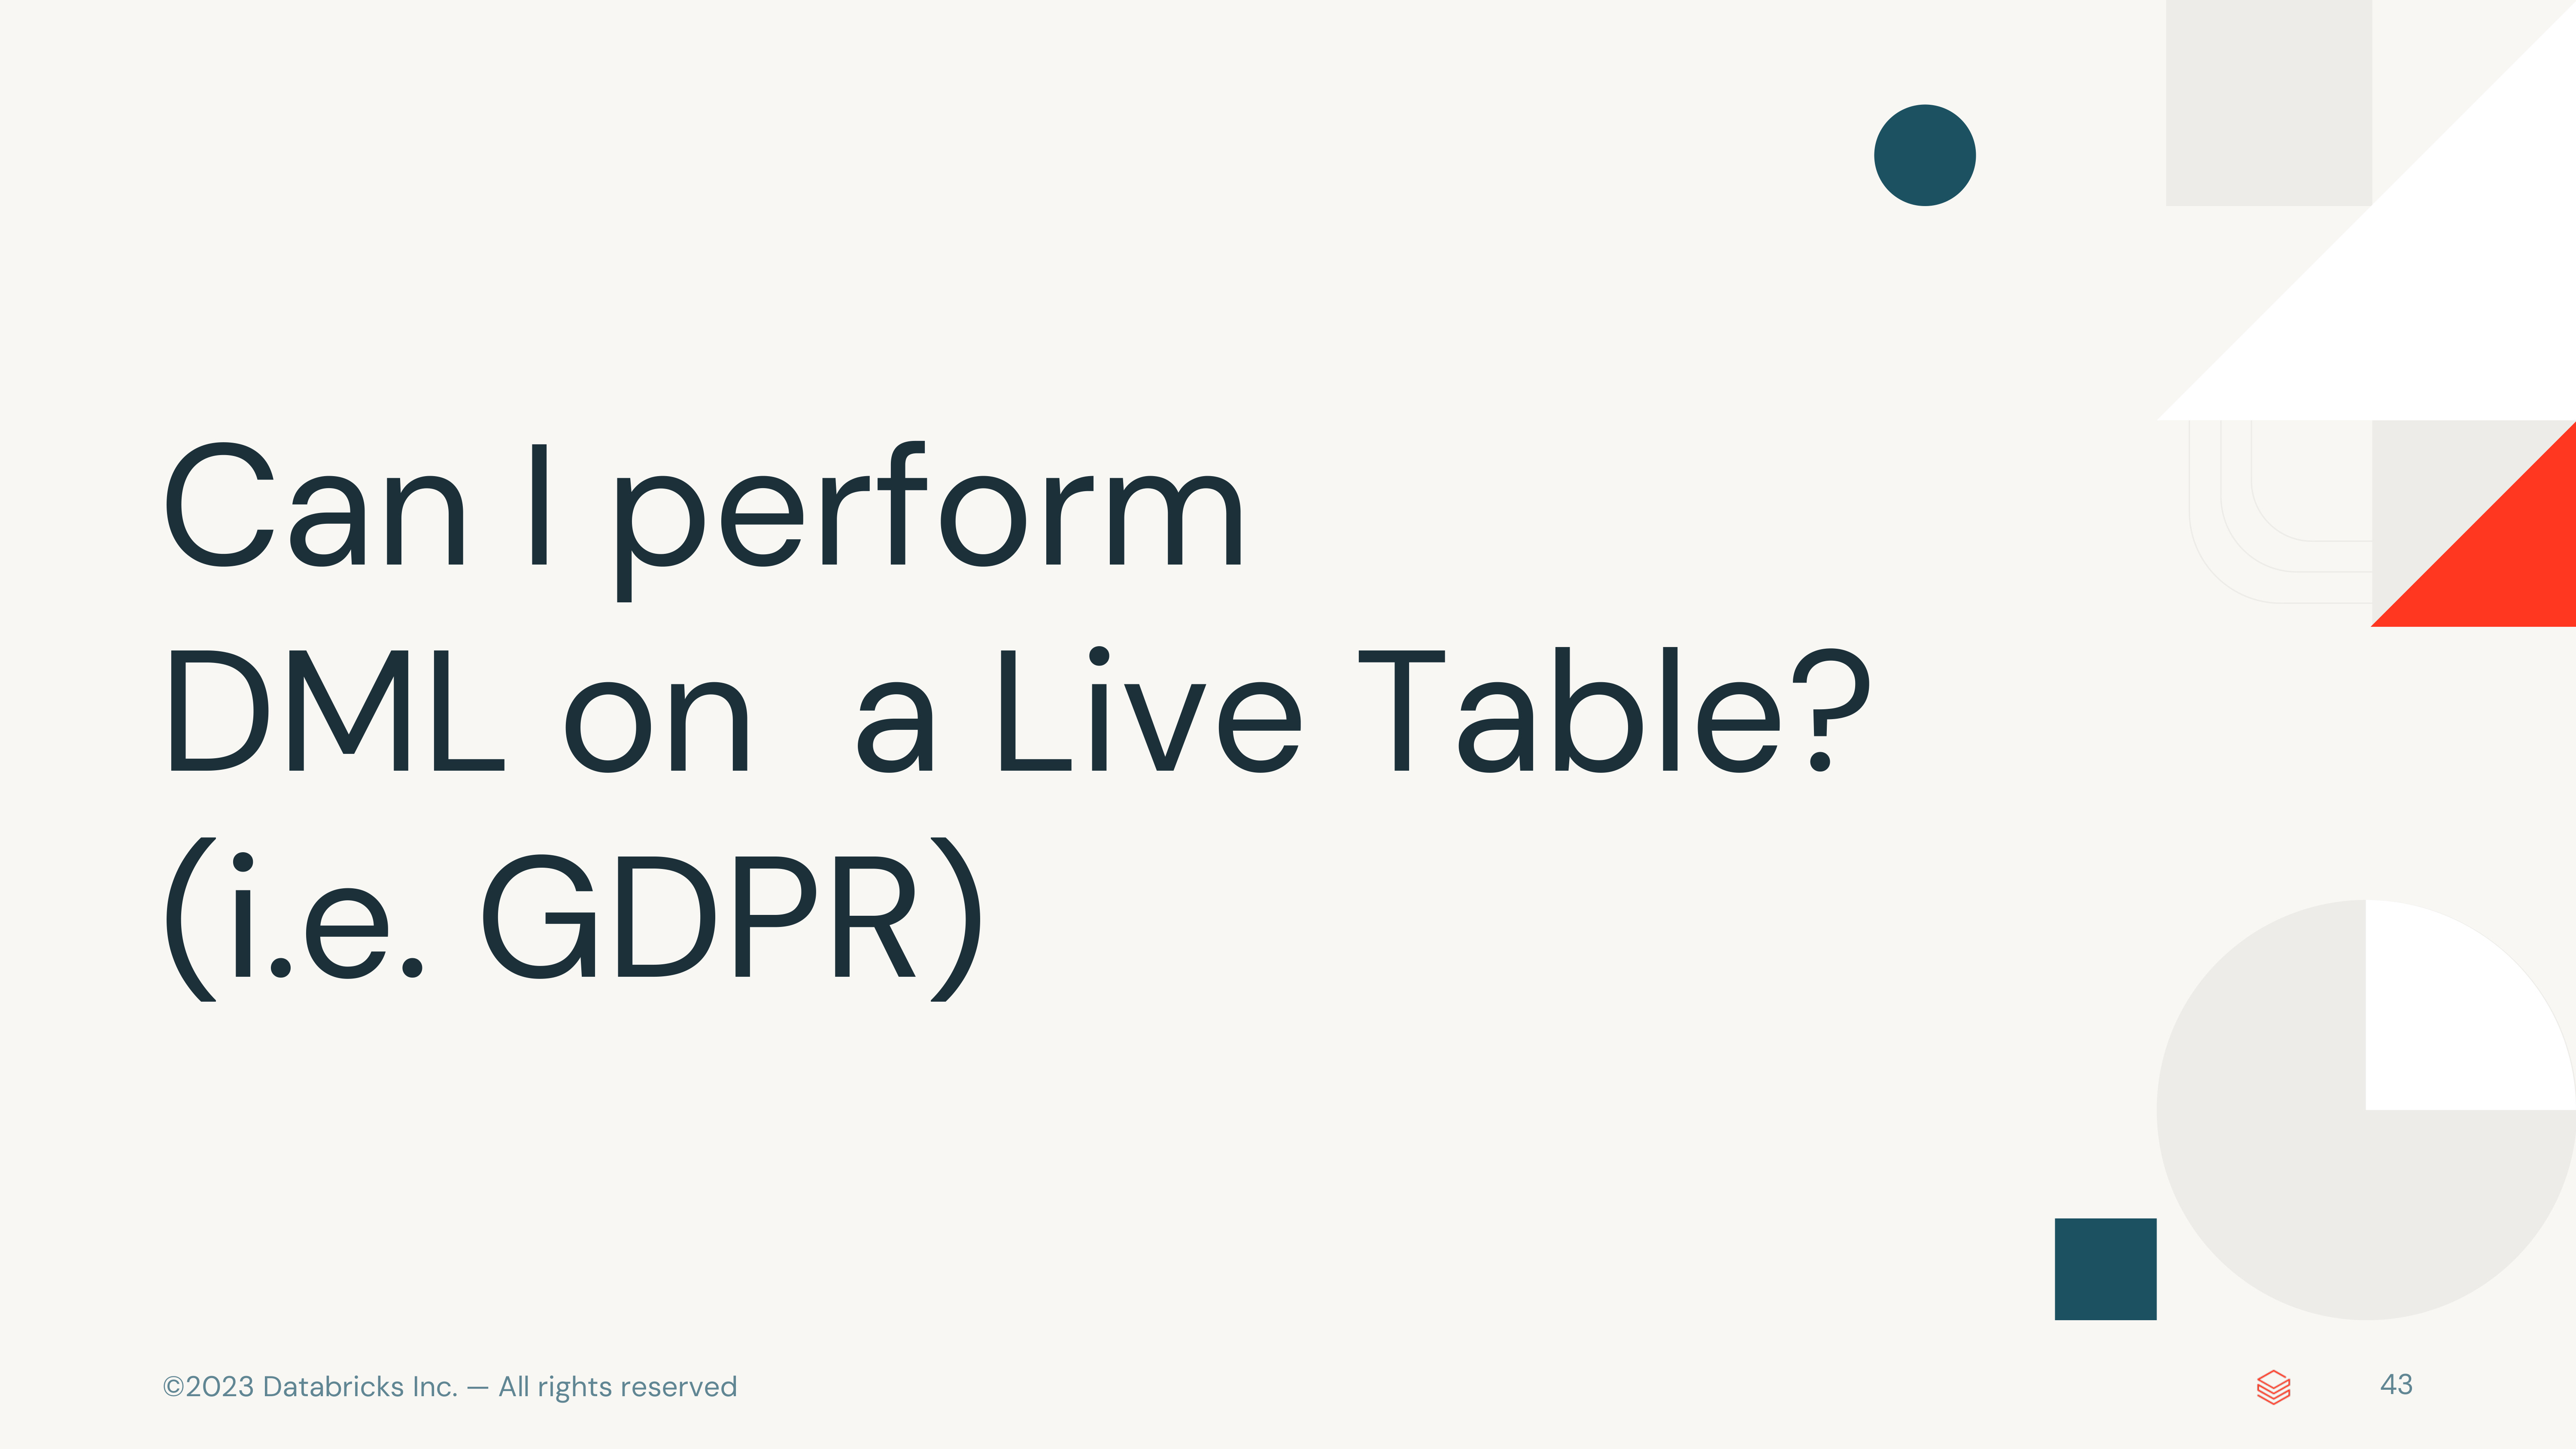 Can I perform
DML on  a Live Table?
(i.e. GDPR)
©2023 Databricks Inc. — All rights reserved
43